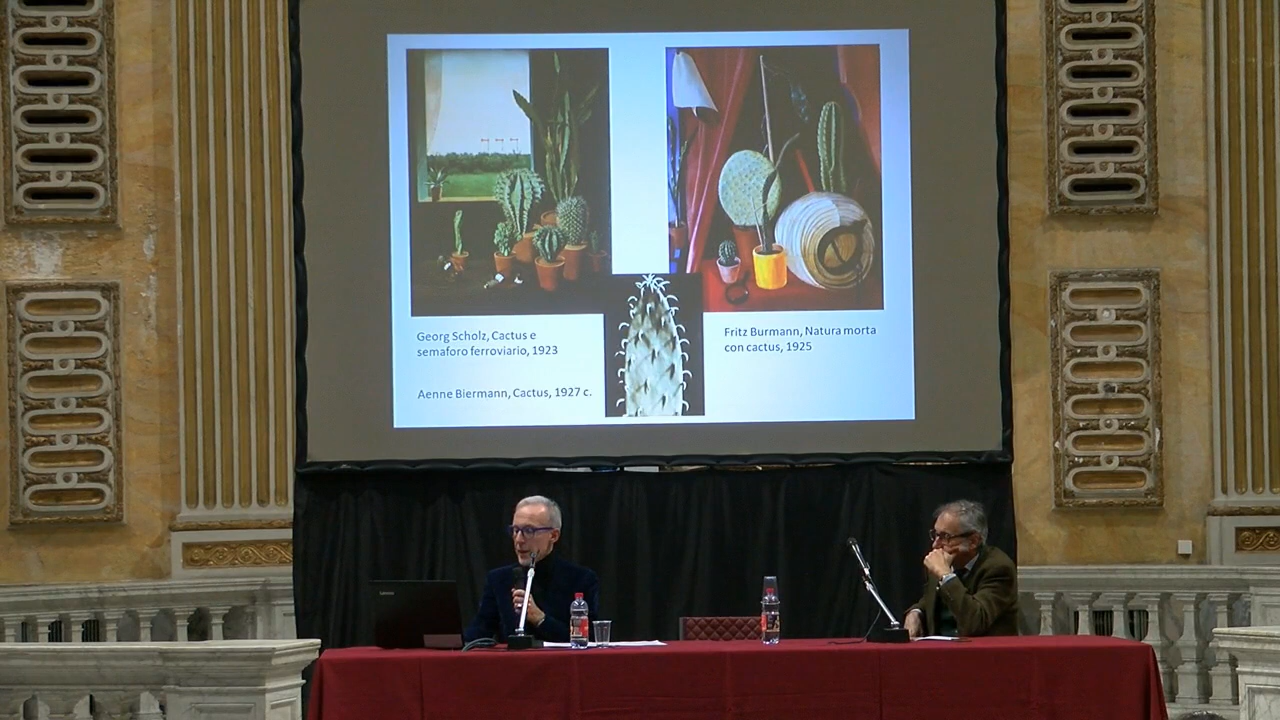 Georg Scholz, Cactus e
semaforo ferroviario, 1923
Aenne Biermann, Cactus, 1927 c.
Fritz Burmann, Natura morta
con cactus, 1925